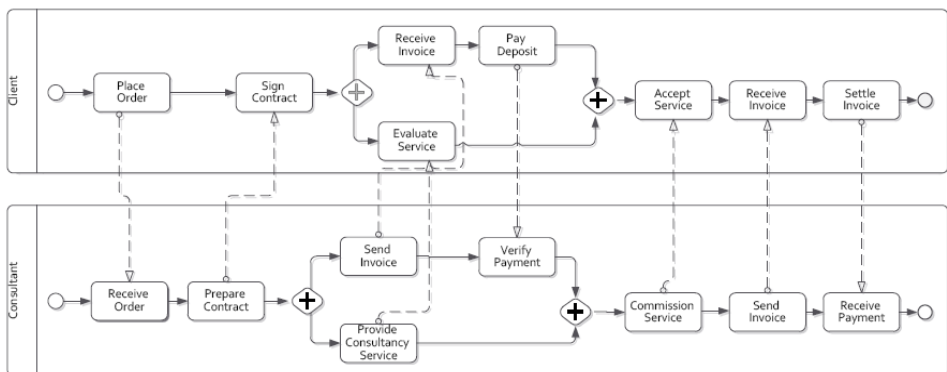 Client
Place
Order
Sign
Contract
Receive
Invoice
Pay
Deposit
Evaluate
Service
Accept
Service
Receive
Invoice
Settle
Invoice
Consultant
Receive
Order
Prepare
Contract
Send
Invoice
Verify
Payment
Provide
Consultancy
Service
Commission
Service
Send
Invoice
Receive
Payment